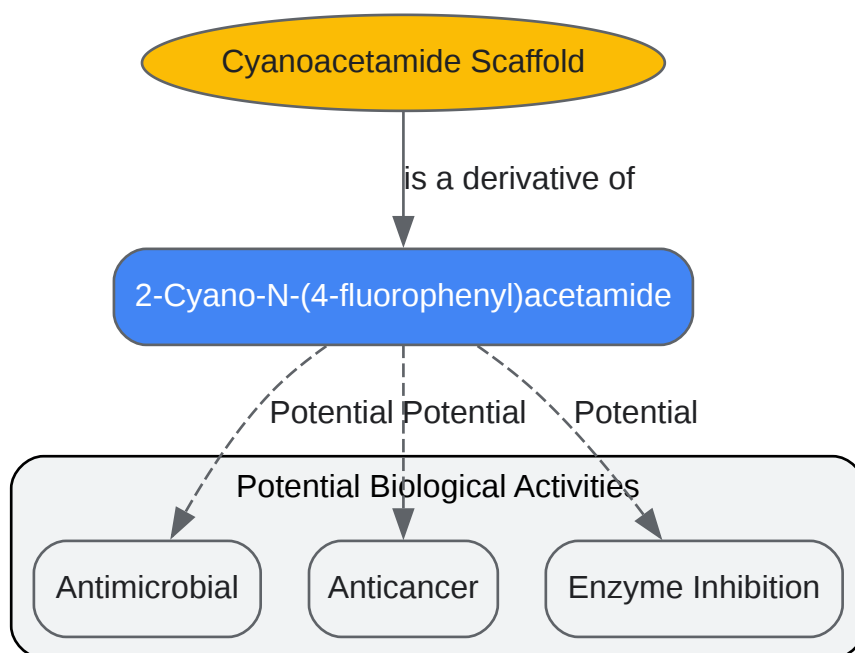 Cyanoacetamide Scaffold
is a derivative of
2-Cyano-N-(4-fluorophenyl)acetamide
Potential Potential Potential
Potential Biological Activities
Antimicrobial Anticancer Enzyme Inhibition